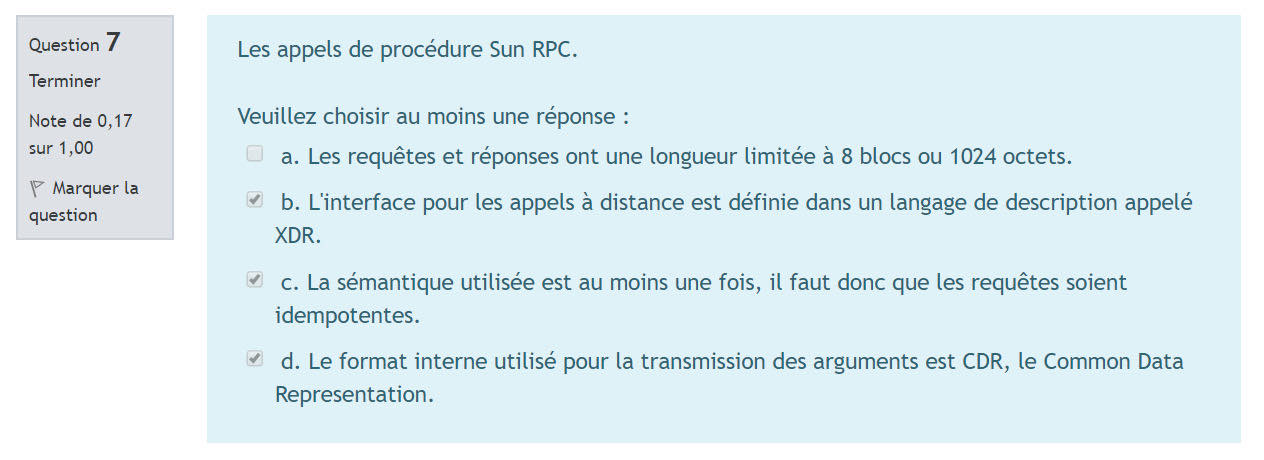 Question 7
Terminer
Note de 0,17
sur 1,00
Marquer la
question
Les appels de procédure Sun RPC.
Veuillez choisir au moins une réponse :
a. Les requêtes et réponses ont une longueur limitée à 8 blocs ou 1024 octets.
b. L'interface pour les appels à distance est définie dans un langage de description appelé
XDR.
c. La sémantique utilisée est au moins une fois, il faut donc que les requêtes soient
idempotentes.
d. Le format interne utilisé pour la transmission des arguments est CDR, le Common Data
Representation.